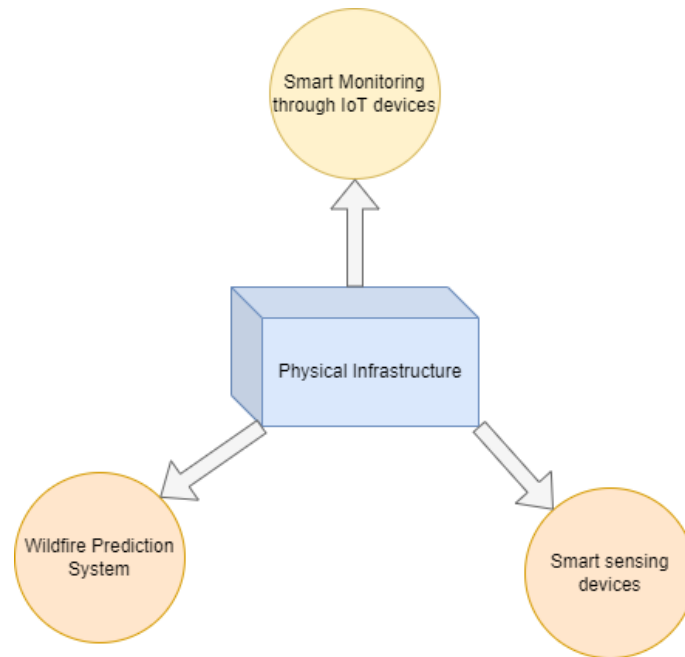 Smart Monitoring
through IoT devices
Physical Infrastructure
Wildfire Prediction
System
Smart sensing
devices